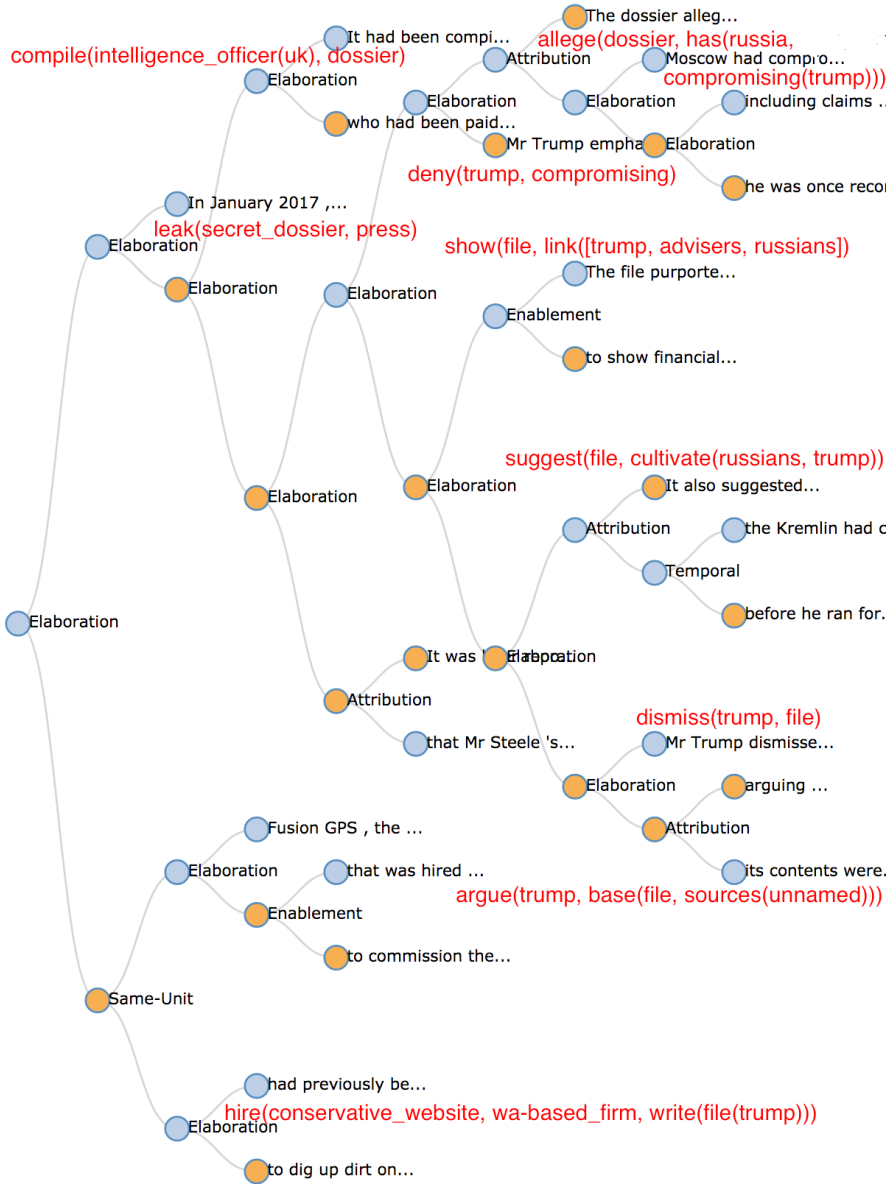 The dossier alleg...
It had been compi...
allege(dossier, has(russia,
compile(intelligence_officer(uk), dossier)
Attribution
Moscow had compro...
Elaboration
compromising(trump)))
Elaboration
Elaboration
including claims ..
who had been paid...
Mr Trump empha
Elaboration
deny(trump, compromising)
he was once recor
In January 2017 ,...
leak(secret_dossier, press)
Elaboration
show(file, link([trump, advisers, russians])
The file purporte...
Elaboration
Elaboration
Enablement
to show financial...
suggest(file, cultivate(russians, trump))
Elaboration
Elaboration
It also suggested...
Attribution
the Kremlin had c
Temporal
before he ran for.
Elaboration
It was
Elaboration
Attribution
dismiss(trump, file)
that Mr Steele 's...
Mr Trump dismisse...
Elaboration
arguing ...
Fusion GPS , the ...
Attribution
Elaboration
that was hired ...
its contents were.
argue(trump, base(file, sources(unnamed)))
Enablement
to commission the...
Same-Unit
had previously be...
hire(conservative_website, wa-based_firm, write(file(trump)))
Elaboration
to dig up dirt on...